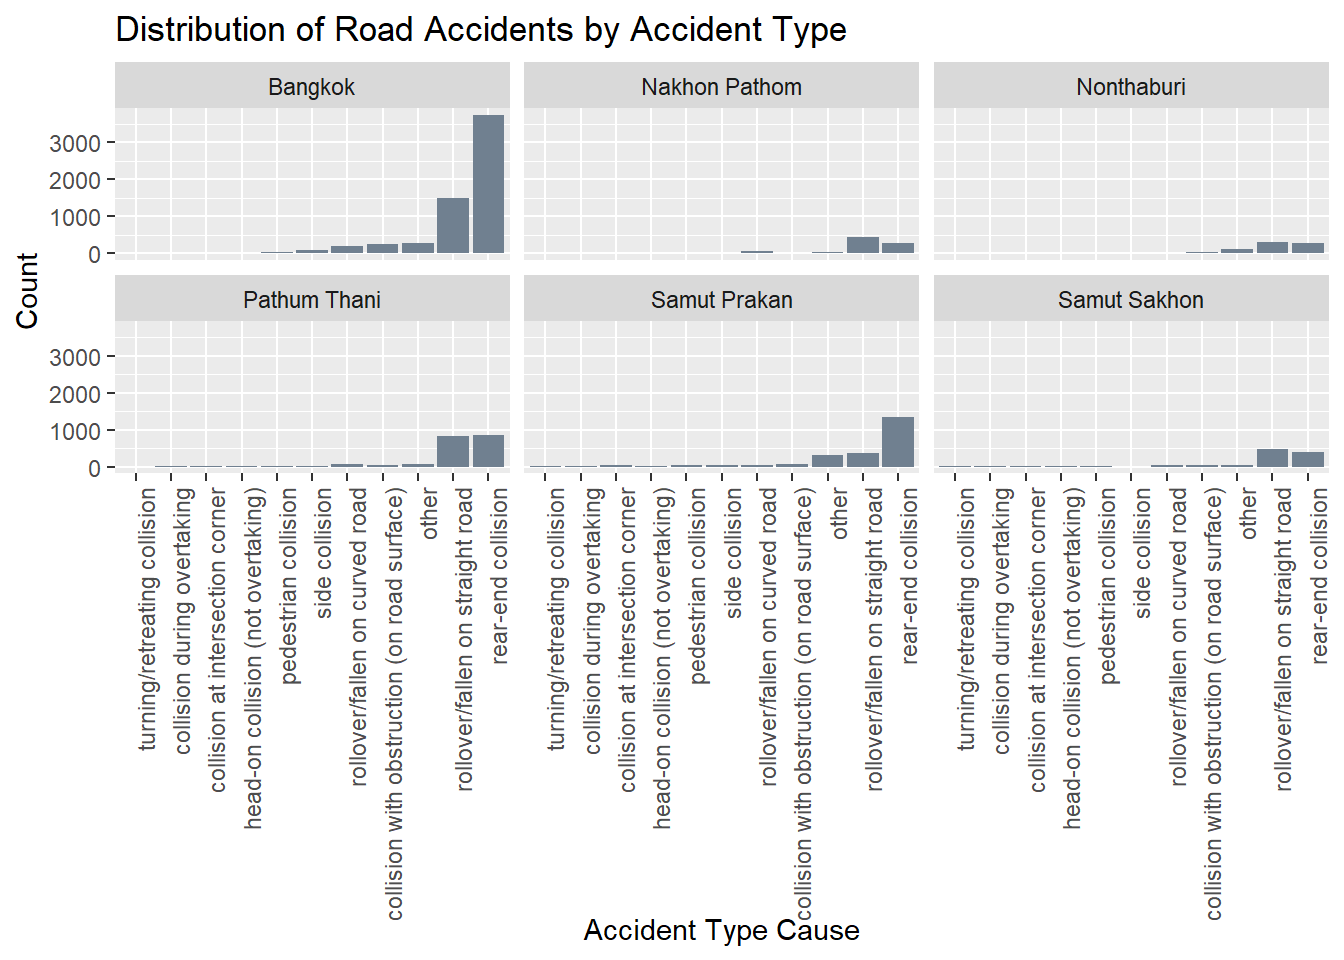 Distribution of Road Accidents by Accident Type
Bangkok
Nakhon Pathom
Nonthaburi
3000
2000
1000
0
Pathum Thani
Samut Prakan
Samut Sakhon
3000
2000
1000
0
Count
turning/retreating collision
collision during overtaking
collision at intersection corner
head-on collision (not overtaking)
pedestrian collision
side collision
rollover/fallen on curved road
collision with obstruction (on road surface)
other
rollover/fallen on straight road
rear-end collision
turning/retreating collision
collision during overtaking
collision at intersection corner
head-on collision (not overtaking)
pedestrian collision
side collision
rollover/fallen on curved road
collision with obstruction (on road surface)
other
rollover/fallen on straight road
rear-end collision
turning/retreating collision
collision during overtaking
collision at intersection corner
head-on collision (not overtaking)
pedestrian collision
side collision
rollover/fallen on curved road
collision with obstruction (on road surface)
other
rollover/fallen on straight road
rear-end collision
Accident Type Cause